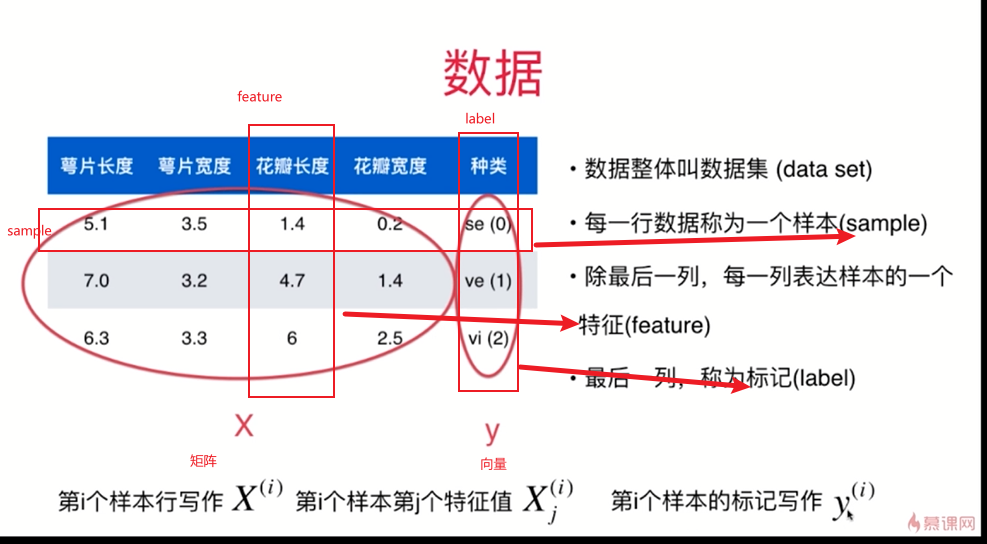 数据
feature
label
萼片长度 萼片宽度 花瓣长度 花瓣宽度 种类
sample 5.1 3.5 1.4 0.2 se (0)
7.0 3.2 4.7 1.4 ve (1)
6.3 3.3 6 2.5 vi (2)
• 数据整体叫数据集 (data set)
• 每一行数据称为一个样本(sample)
• 除最后一列，每一列表达样本的一个
特征(feature)
• 最后一列，称为标记(label)
X y
矩阵 向量
第i个样本行写作 X^(i) 第i个样本第j个特征值 X_j^(i) 第i个样本的标记写作 y^(i)
慕课网